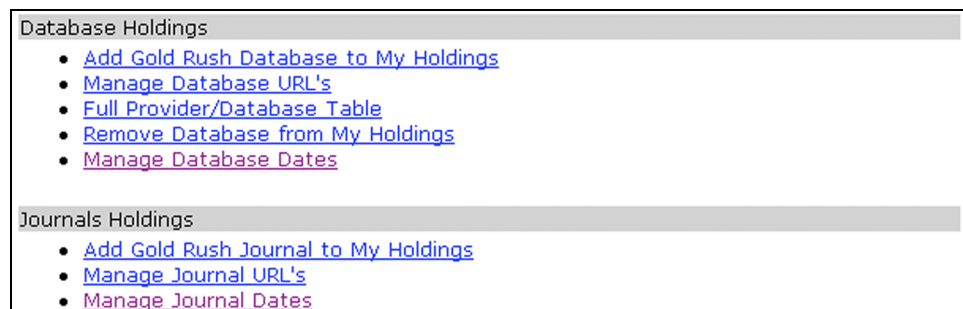 Database Holdings
Add Gold Rush Database to My Holdings
Manage Database URL's
Full Provider/Database Table
Remove Database from My Holdings
Manage Database Dates
Journals Holdings
Add Gold Rush Journal to My Holdings
Manage Journal URL's
Manage Journal Dates